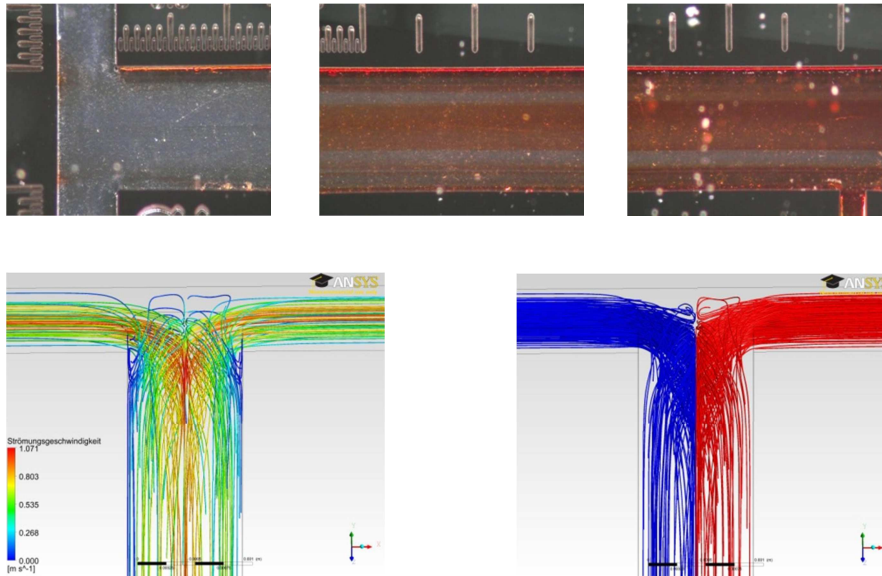 ANSYS
ANSYS
Strömungsgeschwindigkeit
1.071
0.803
0.535
0.268
0.000
[m s^-1]